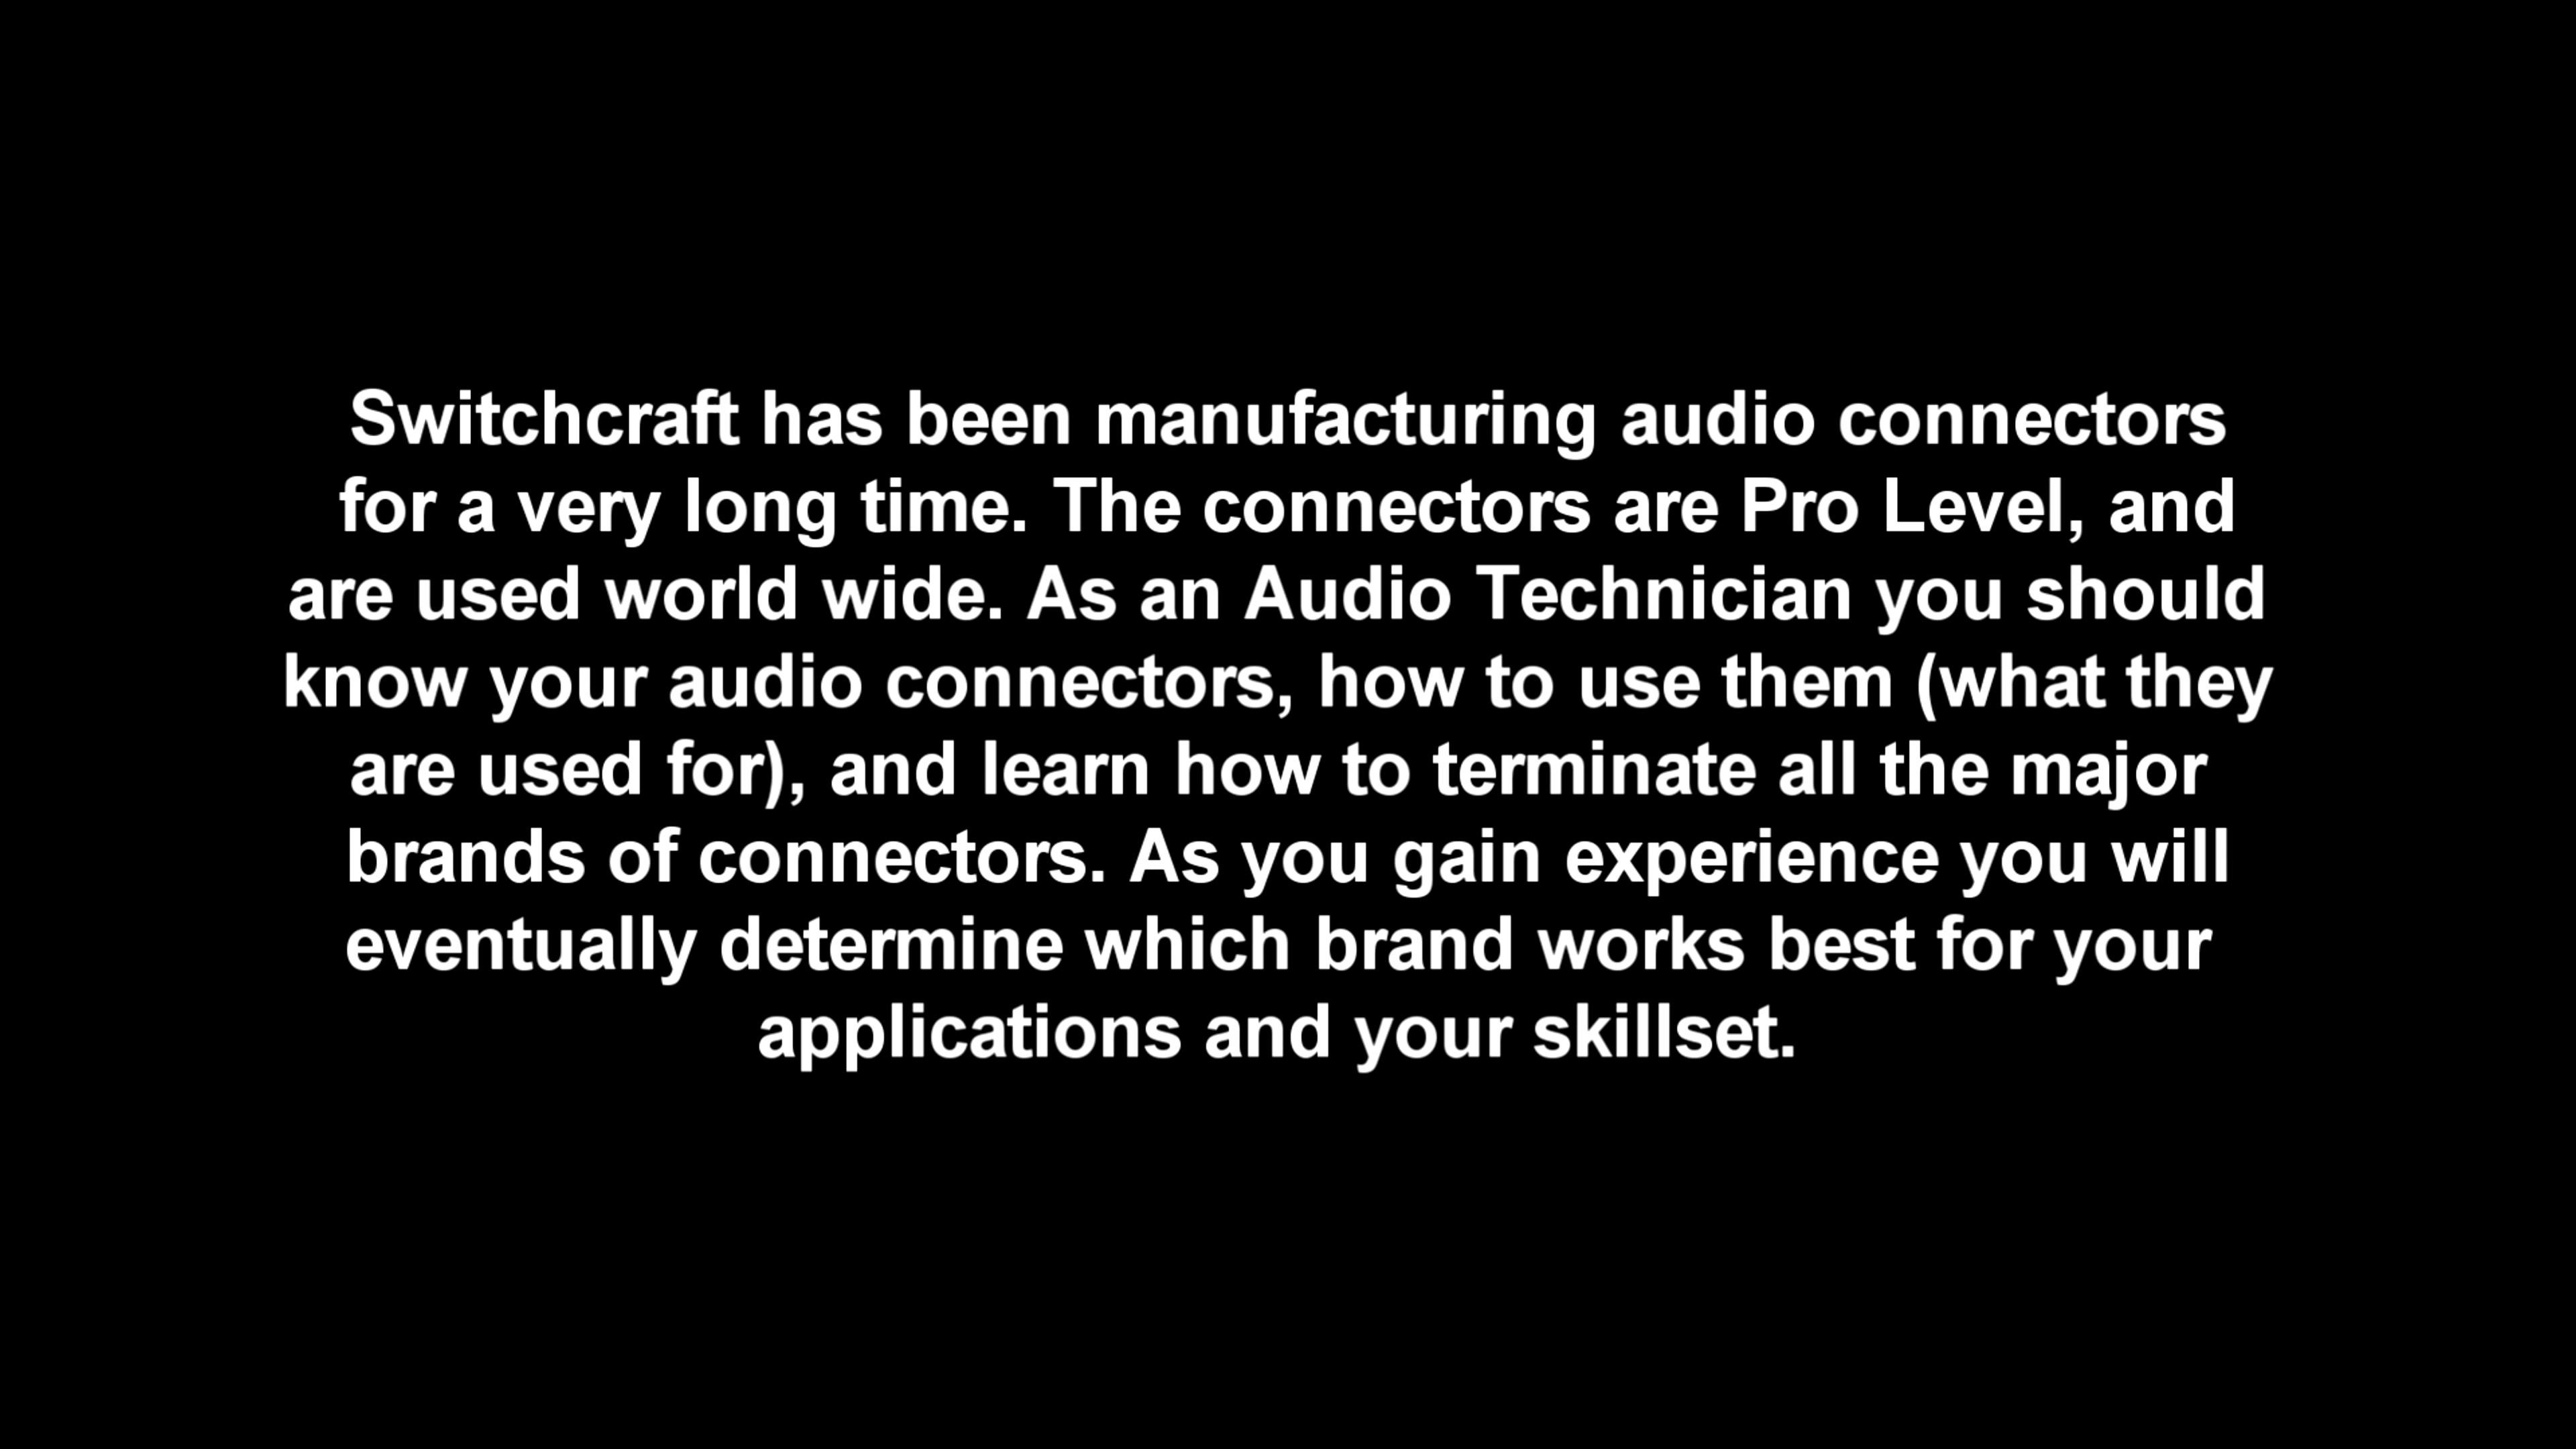 Switchcraft has been manufacturing audio connectors
for a very long time. The connectors are Pro Level, and
are used world wide. As an Audio Technician you should
know your audio connectors, how to use them (what they
are used for), and learn how to terminate all the major
brands of connectors. As you gain experience you will
eventually determine which brand works best for your
applications and your skillset.